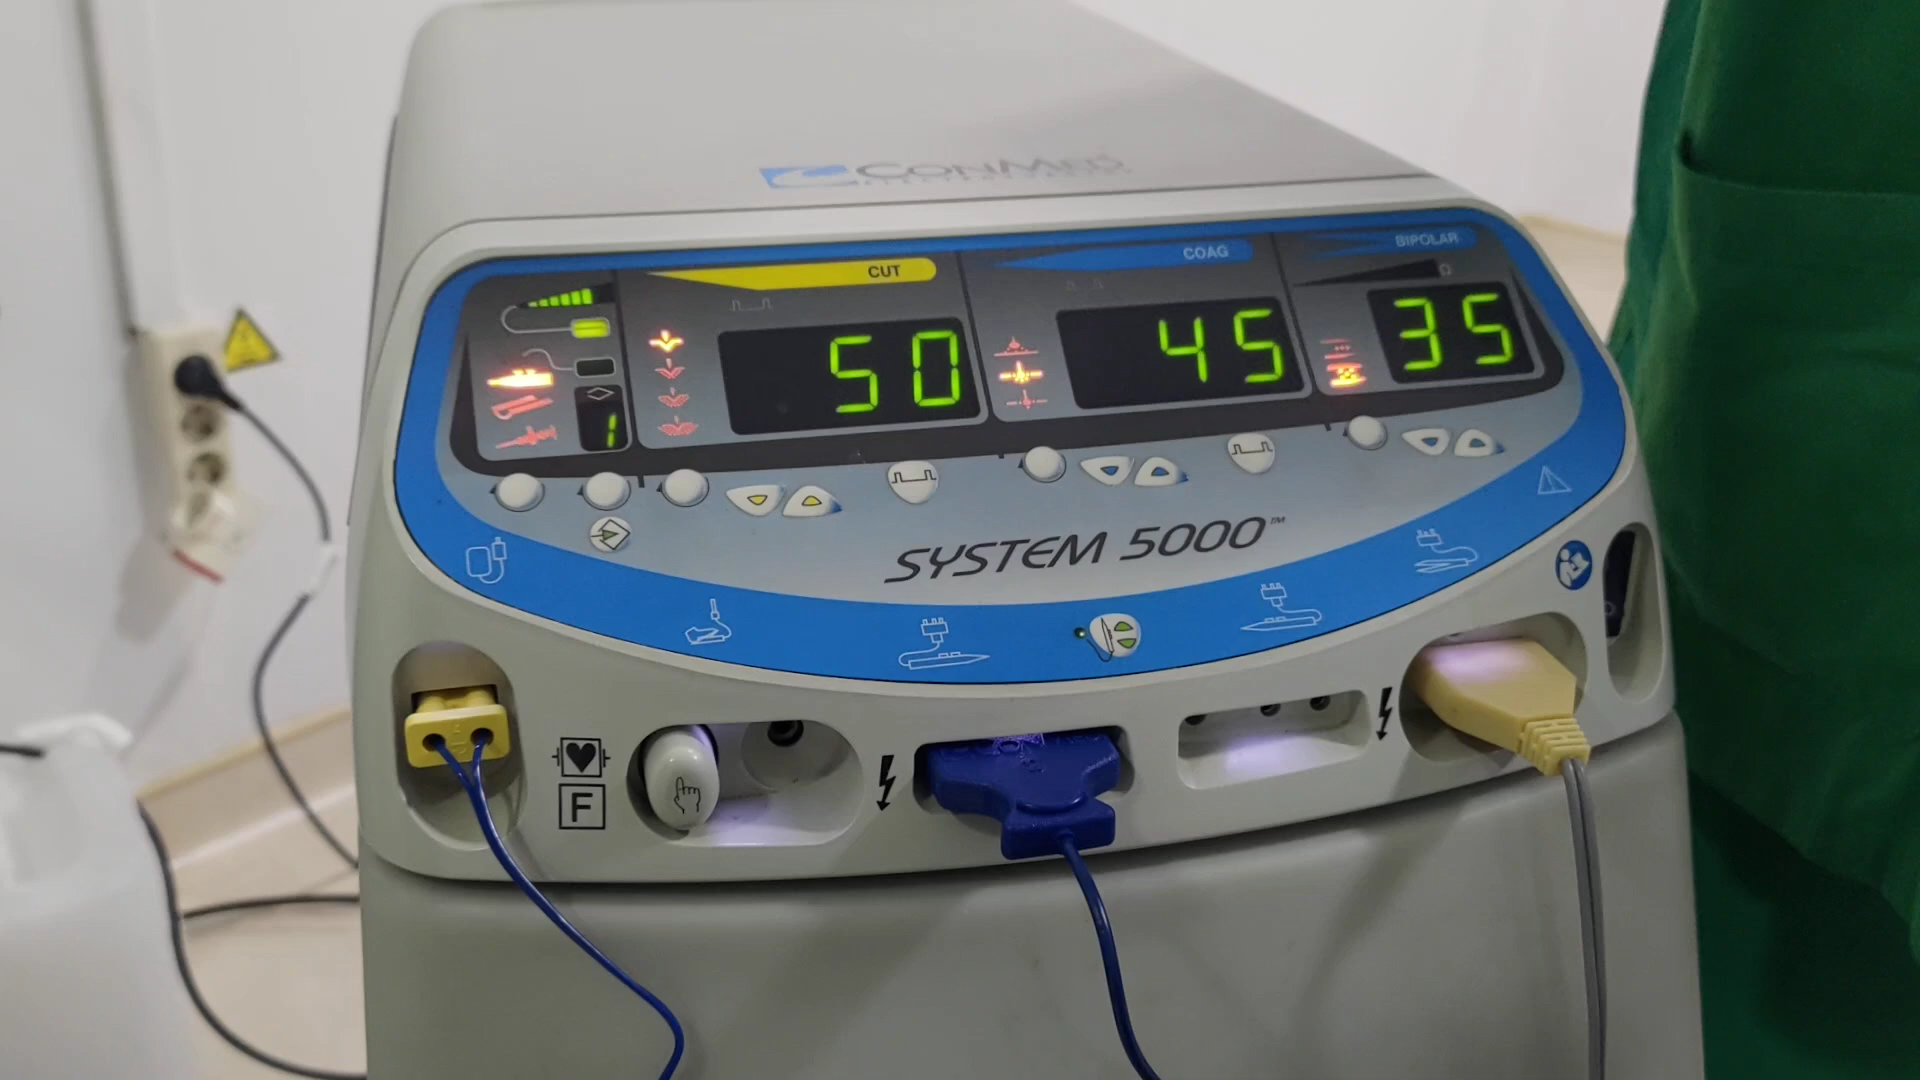 CONMED
CUT
COAG
BIPOLAR
Ω
50
45
35
1
SYSTEM 5000™
F